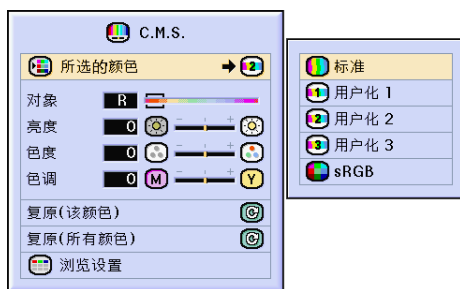 C.M.S.
所选的颜色 2
对象 R
亮度 0
色度 0
色调 0 M Y
复原(该颜色)
复原(所有颜色)
浏览设置
标准
1 用户化 1
2 用户化 2
3 用户化 3
sRGB